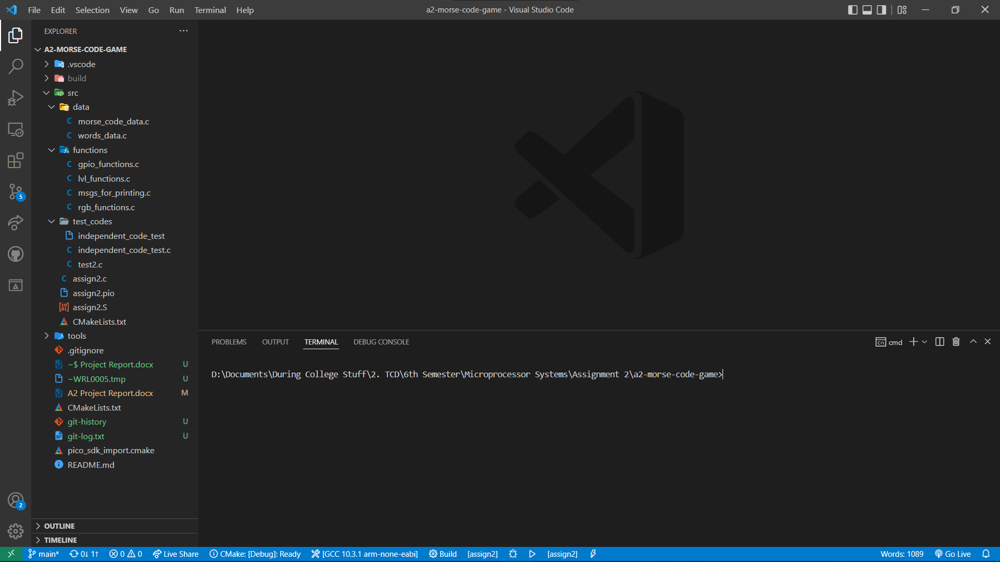 File Edit Selection View Go Run Terminal Help
a2-morse-code-game - Visual Studio Code
EXPLORER
A2-MORSE-CODE-GAME
.vscode
build
src
data
morse_code_data.c
words_data.c
functions
gpio_functions.c
lvl_functions.c
msgs_for_printing.c
rgb_functions.c
test_codes
independent_code_test
independent_code_test.c
test2.c
assign2.c
assign2.pio
assign2.S
CMakeLists.txt
tools
.gitignore
~$ Project Report.docx U
~WRL0005.tmp U
A2 Project Report.docx M
CMakeLists.txt
git-history U
git-log.txt U
pico_sdk_import.cmake
README.md
OUTLINE
TIMELINE
5
2
PROBLEMS OUTPUT TERMINAL DEBUG CONSOLE
cmd
D:\Documents\During College Stuff\2. TCD\6th Semester\Microprocessor Systems\Assignment 2\a2-morse-code-game>
main* 0↓ 1↑ 0 0 Live Share CMake: [Debug]: Ready [GCC 10.3.1 arm-none-eabi] Build [assign2] [assign2] Words: 1089 Go Live